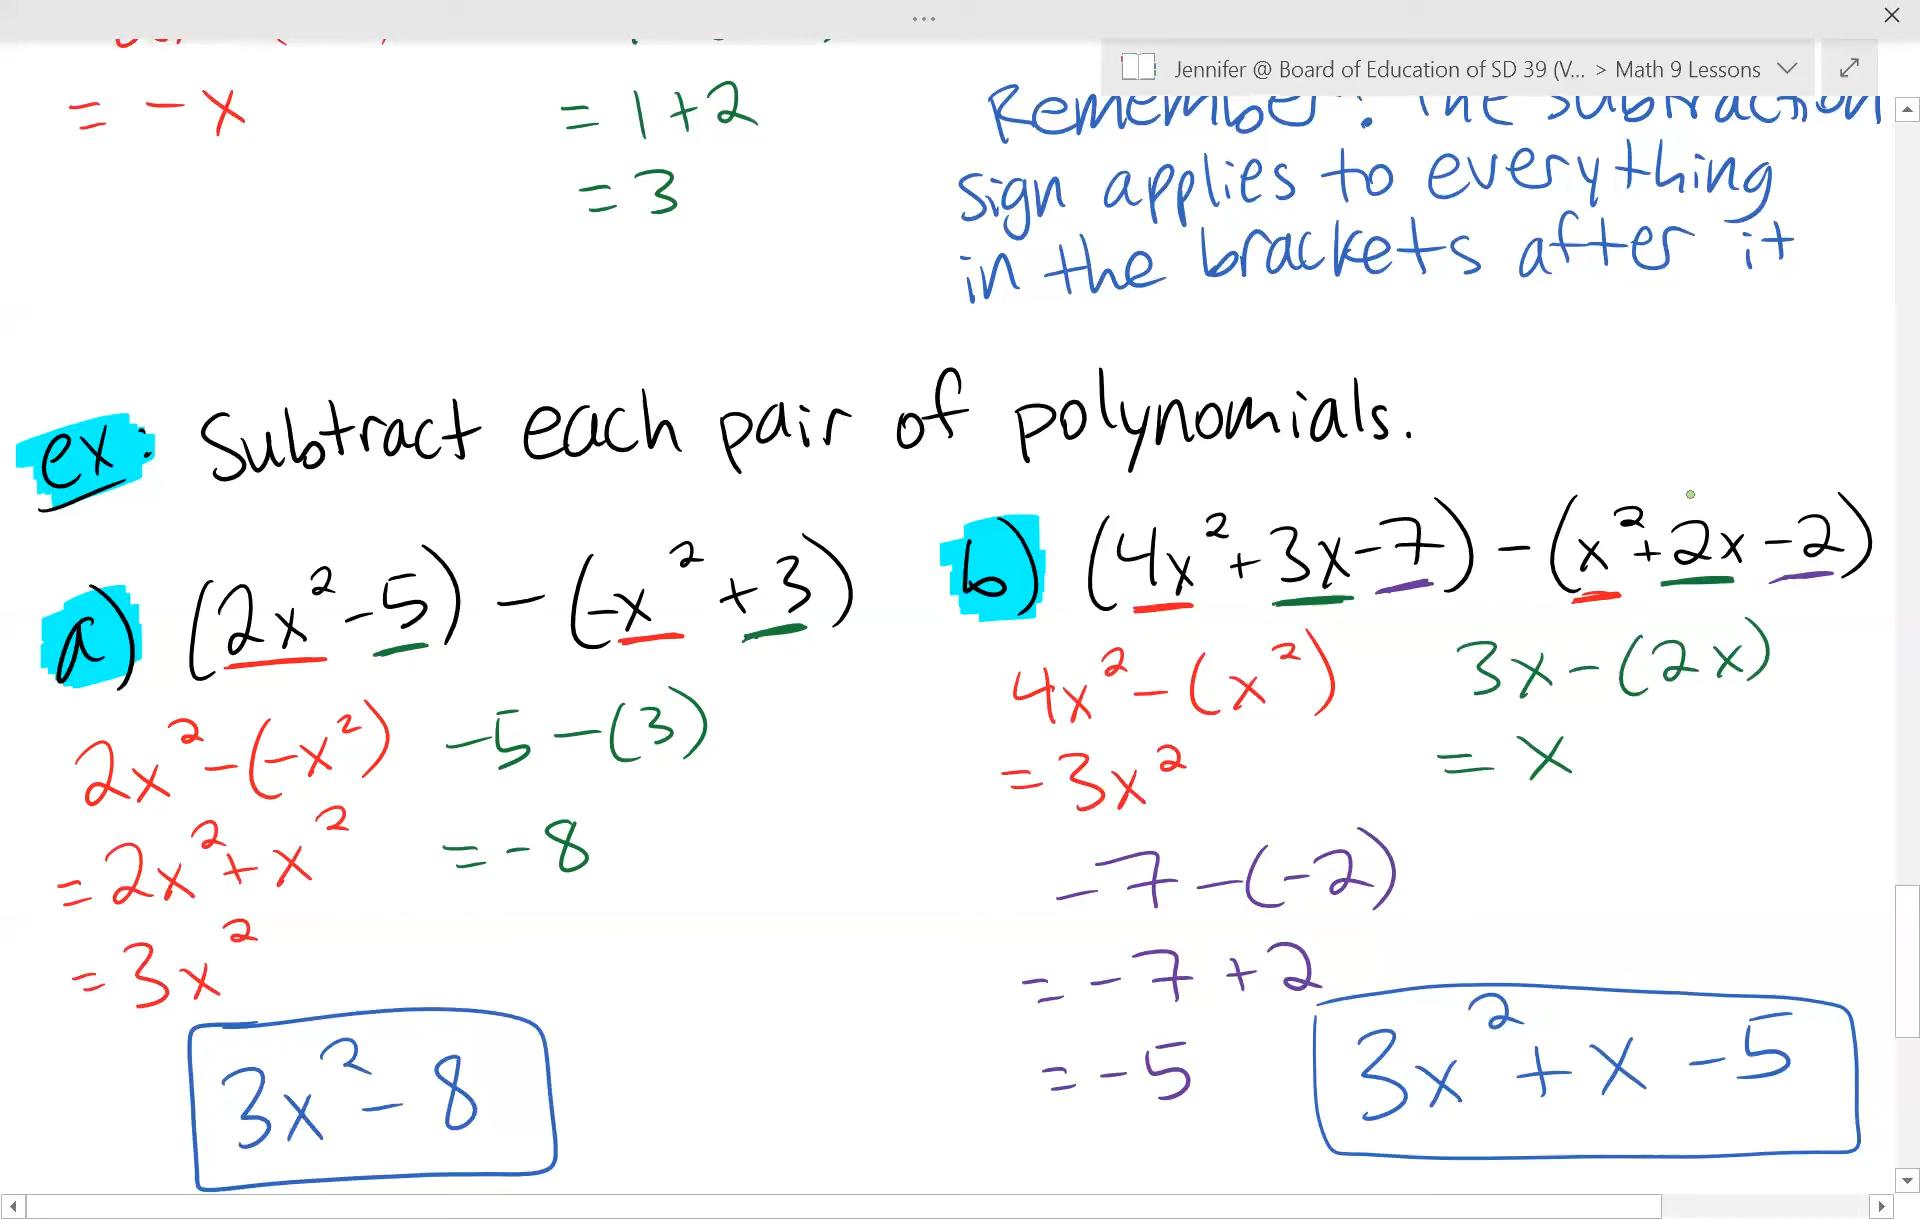 ...
Jennifer @ Board of Education of SD 39 (V... > Math 9 Lessons
= -x
= 1+2
= 3
Remember: The subtraction
sign applies to everything
in the brackets after it
ex: Subtract each pair of polynomials.
a) (2x² -5) - (-x² +3)
2x² -(-x²)
-5 -(3)
= 2x² + x²
= -8
= 3x²
3x² - 8
b) (4x² +3x -7) - (x² +2x -2)
4x² - (x²)
3x -(2x)
= 3x²
= x
-7 -(-2)
= -7 +2
= -5
3x² + x -5